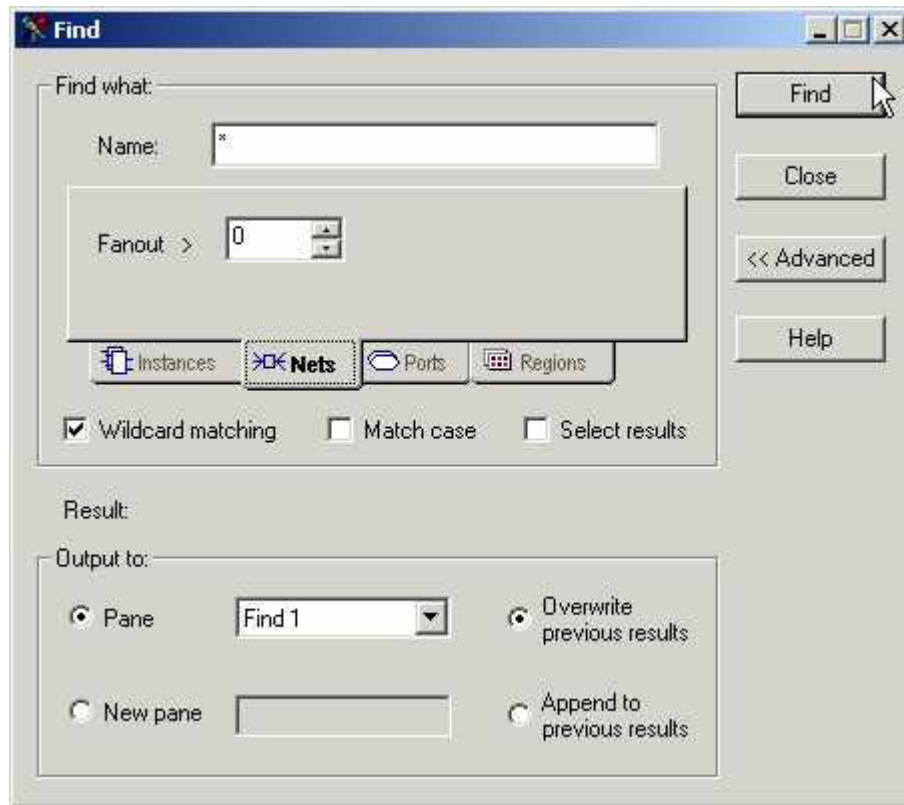 Find
Find what:
Find
Name: *
Close
Fanout > 0
<< Advanced
Help
Instances Nets Ports Regions
Wildcard matching Match case Select results
Result:
Output to:
Pane Find 1 Overwrite
previous results
New pane Append to
previous results